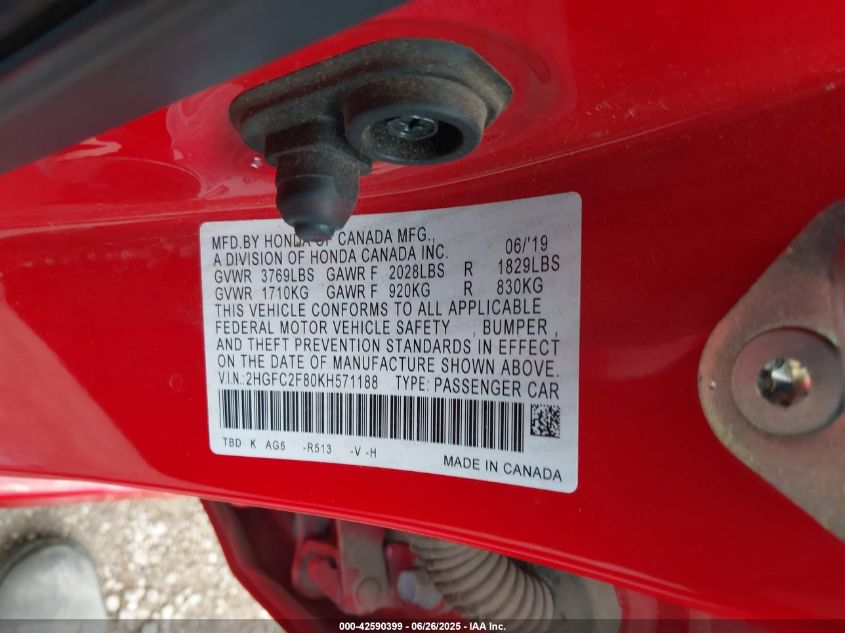 MFD.BY HONDA OF CANADA MFG., 06/'19
A DIVISION OF HONDA CANADA INC.
GVWR 3769LBS GAWR F 2028LBS R 1829LBS
GVWR 1710KG GAWR F 920KG R 830KG
THIS VEHICLE CONFORMS TO ALL APPLICABLE
FEDERAL MOTOR VEHICLE SAFETY , BUMPER ,
AND THEFT PREVENTION STANDARDS IN EFFECT
ON THE DATE OF MANUFACTURE SHOWN ABOVE.
V.I.N.:2HGFC2F80KH571188 TYPE: PASSENGER CAR
TBD K AG6 -R513 -V -H
MADE IN CANADA
000-42590399 - 06/26/2025 - IAA Inc.